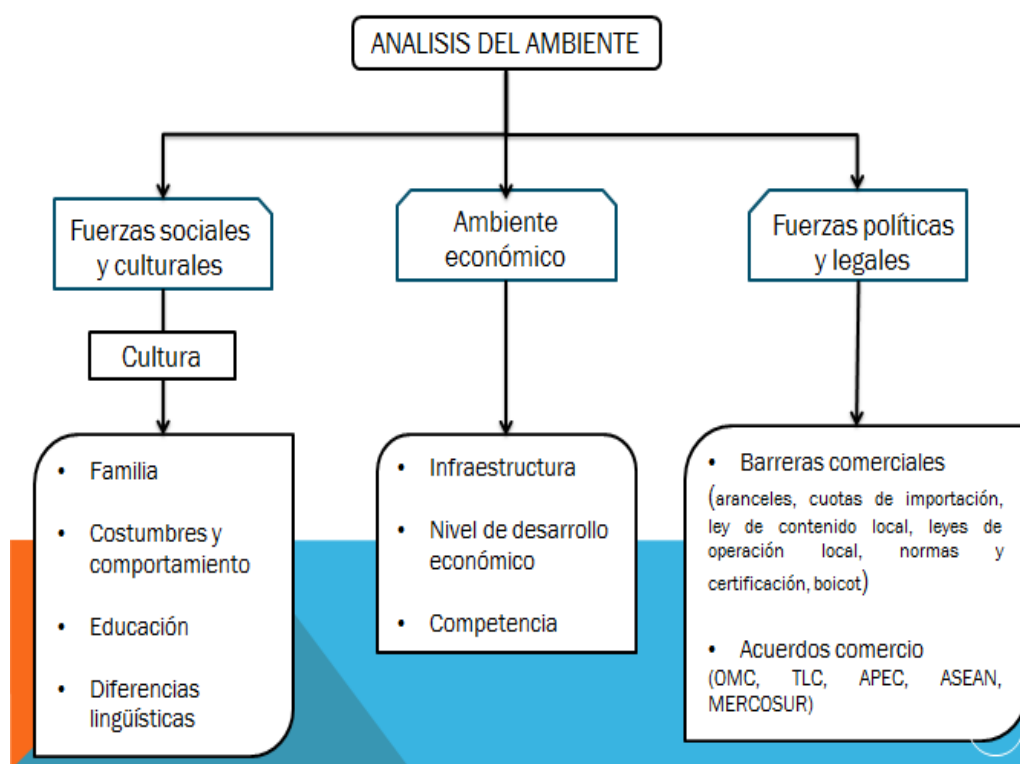 ANALISIS DEL AMBIENTE
Fuerzas sociales
y culturales
Cultura
• Familia
• Costumbres y
comportamiento
• Educación
• Diferencias
lingüísticas
Ambiente
económico
• Infraestructura
• Nivel de desarrollo
económico
• Competencia
Fuerzas políticas
y legales
• Barreras comerciales
(aranceles, cuotas de importación,
ley de contenido local, leyes de
operación local, normas y
certificación, boicot)
• Acuerdos comercio
(OMC, TLC, APEC, ASEAN,
MERCOSUR)